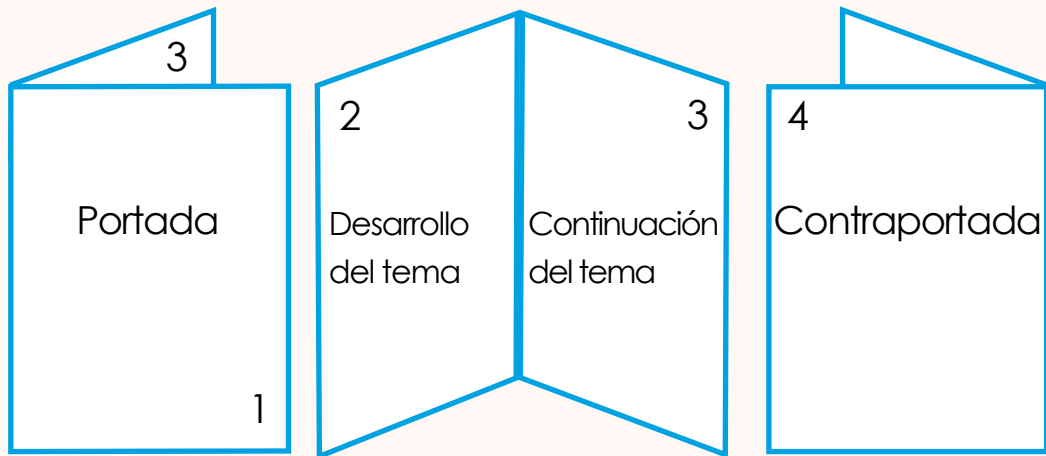 3
Portada
1
2
Desarrollo
del tema
3
Continuación
del tema
4
Contraportada